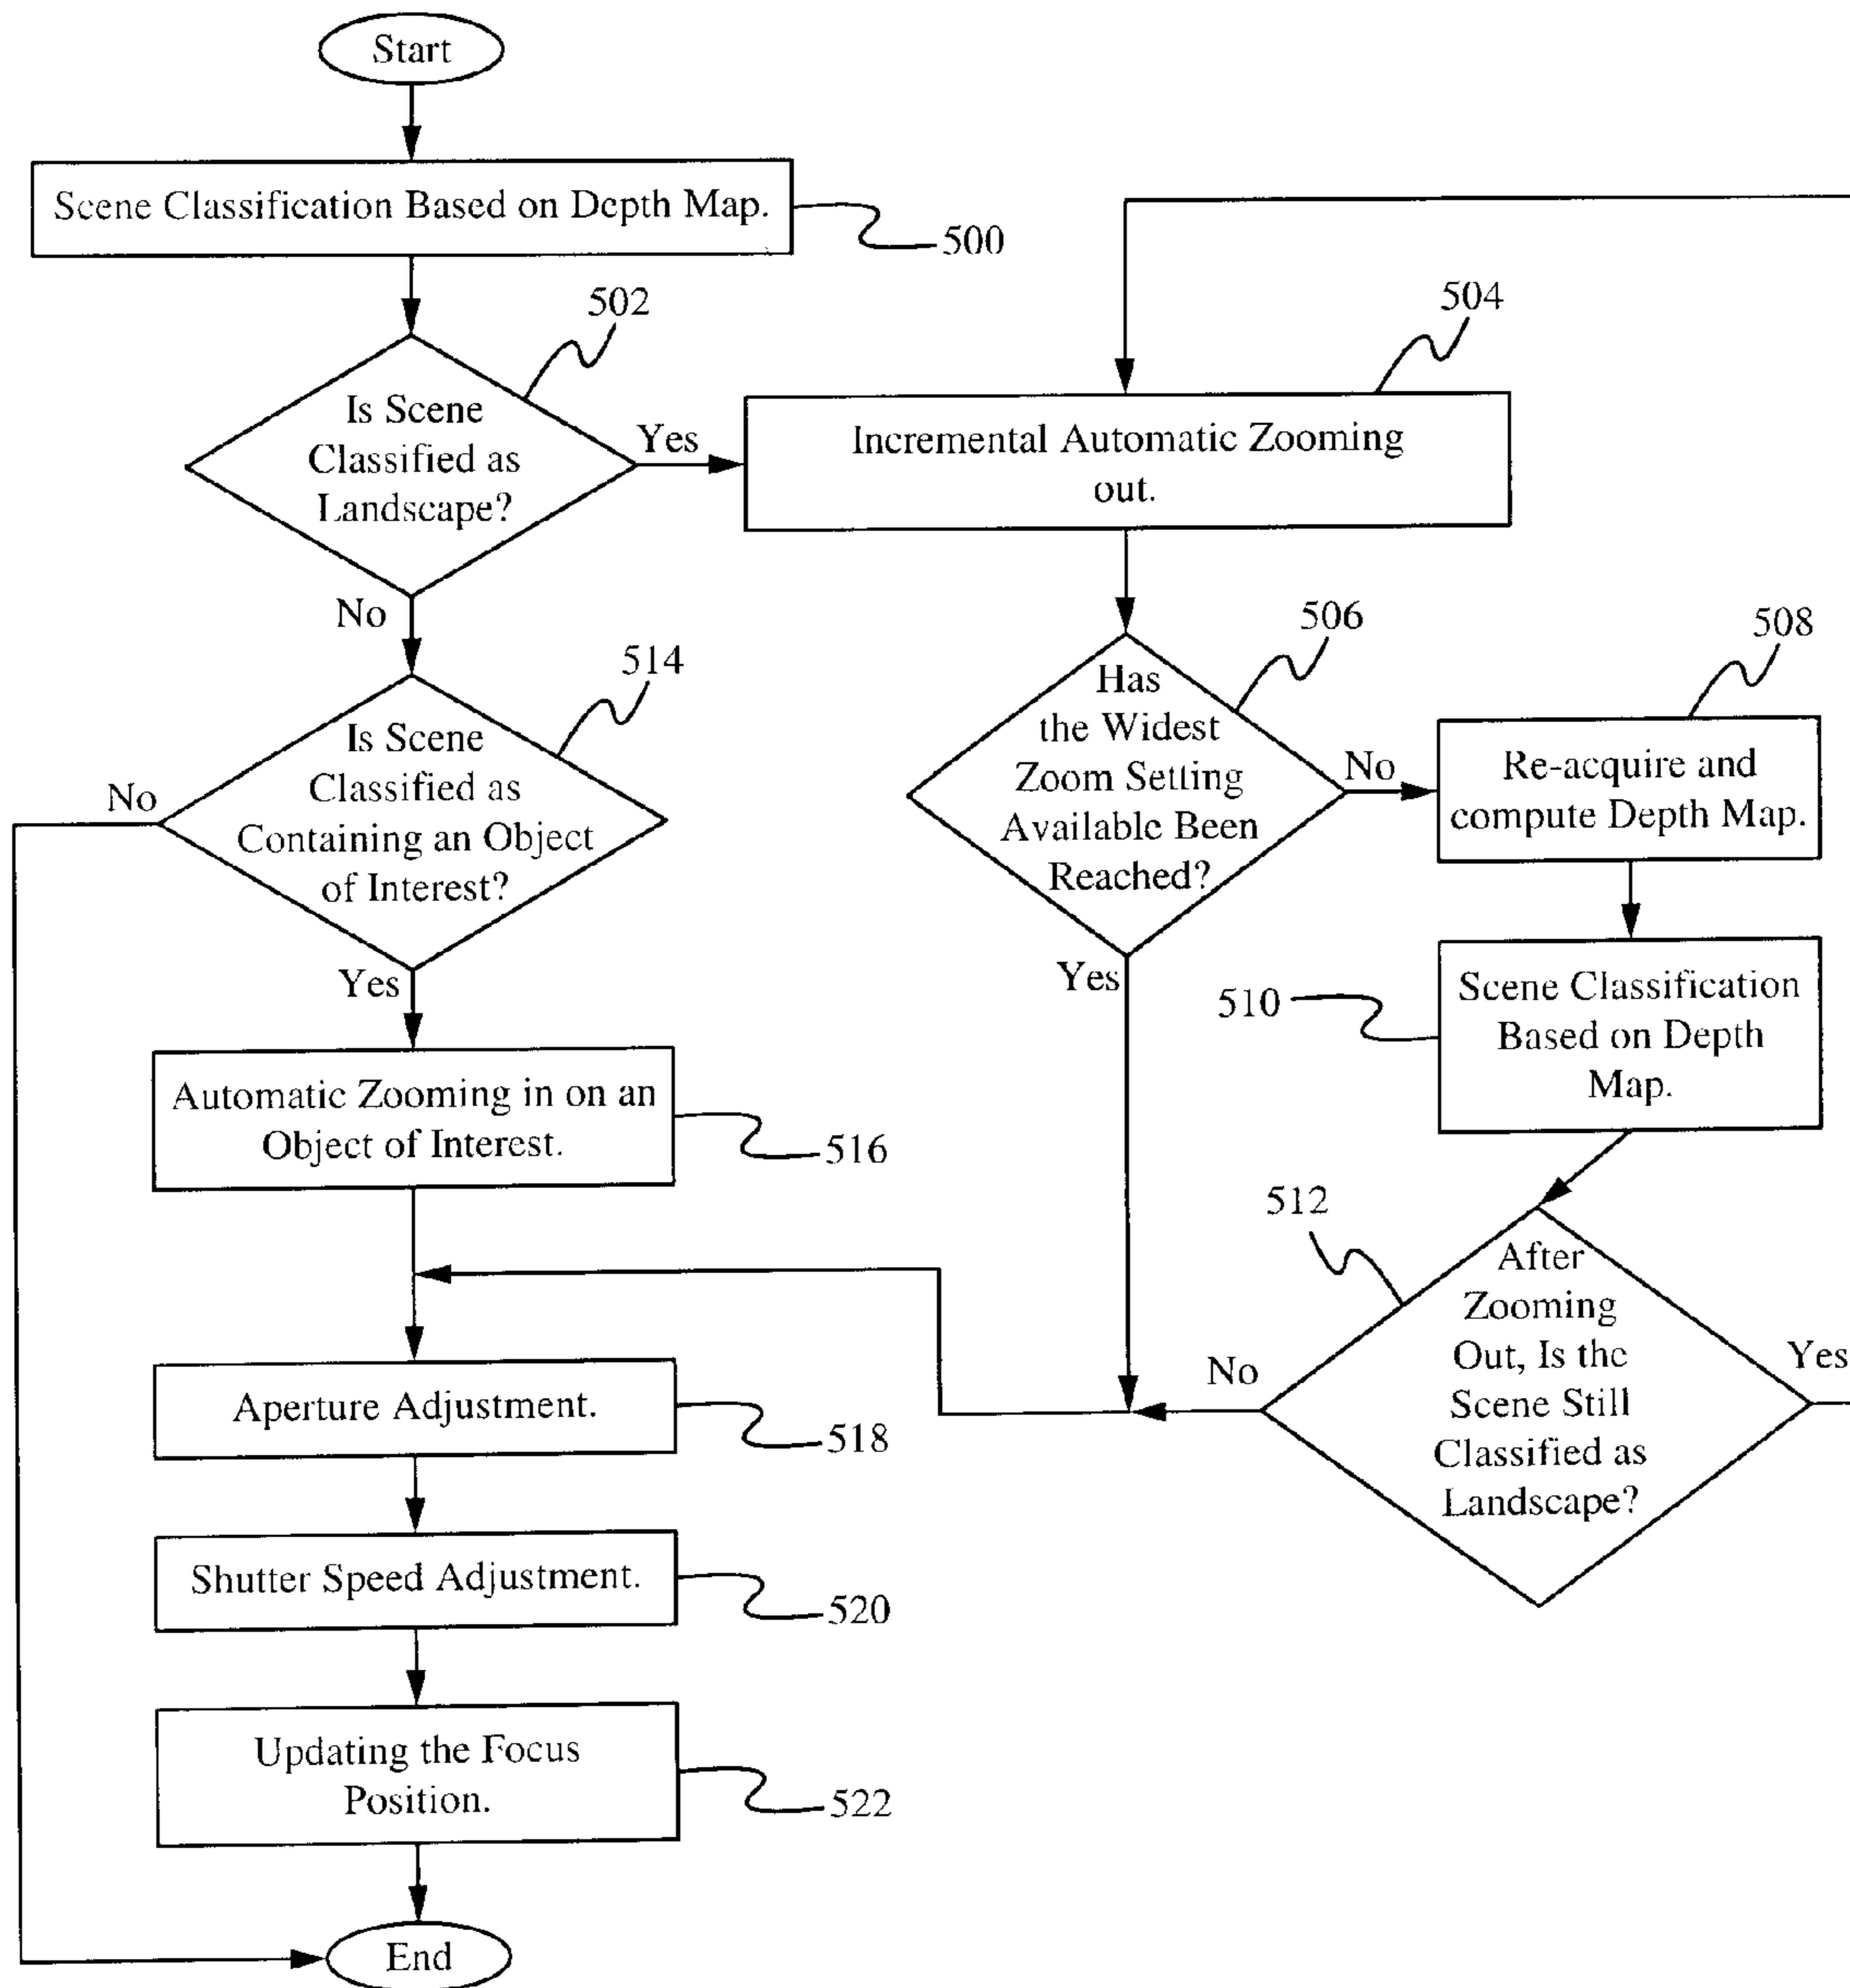 Start
Scene Classification Based on Depth Map.
500
502
Is Scene
Classified as
Landscape?
Yes
No
504
Incremental Automatic Zooming
out.
506
Has
the Widest
Zoom Setting
Available Been
Reached?
No
Yes
508
Re-acquire and
compute Depth Map.
510
Scene Classification
Based on Depth
Map.
512
After
Zooming
Out, Is the
Scene Still
Classified as
Landscape?
No
Yes
514
Is Scene
Classified as
Containing an Object
of Interest?
No
Yes
Automatic Zooming in on an
Object of Interest.
516
Aperture Adjustment.
518
Shutter Speed Adjustment.
520
Updating the Focus
Position.
522
End